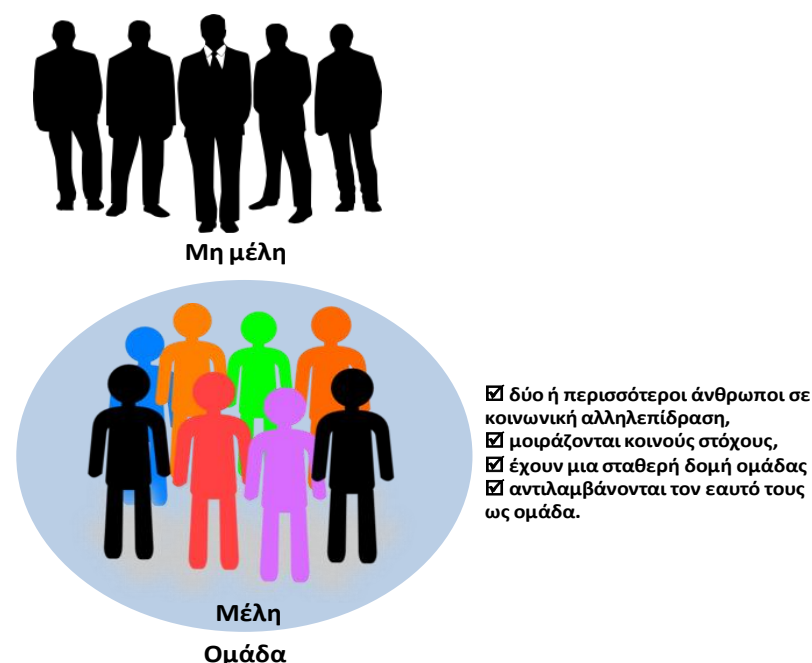 Μη μέλη
☑ δύο ή περισσότεροι άνθρωποι σε
κοινωνική αλληλεπίδραση,
☑ μοιράζονται κοινούς στόχους,
☑ έχουν μια σταθερή δομή ομάδας
☑ αντιλαμβάνονται τον εαυτό τους
ως ομάδα.
Μέλη
Ομάδα